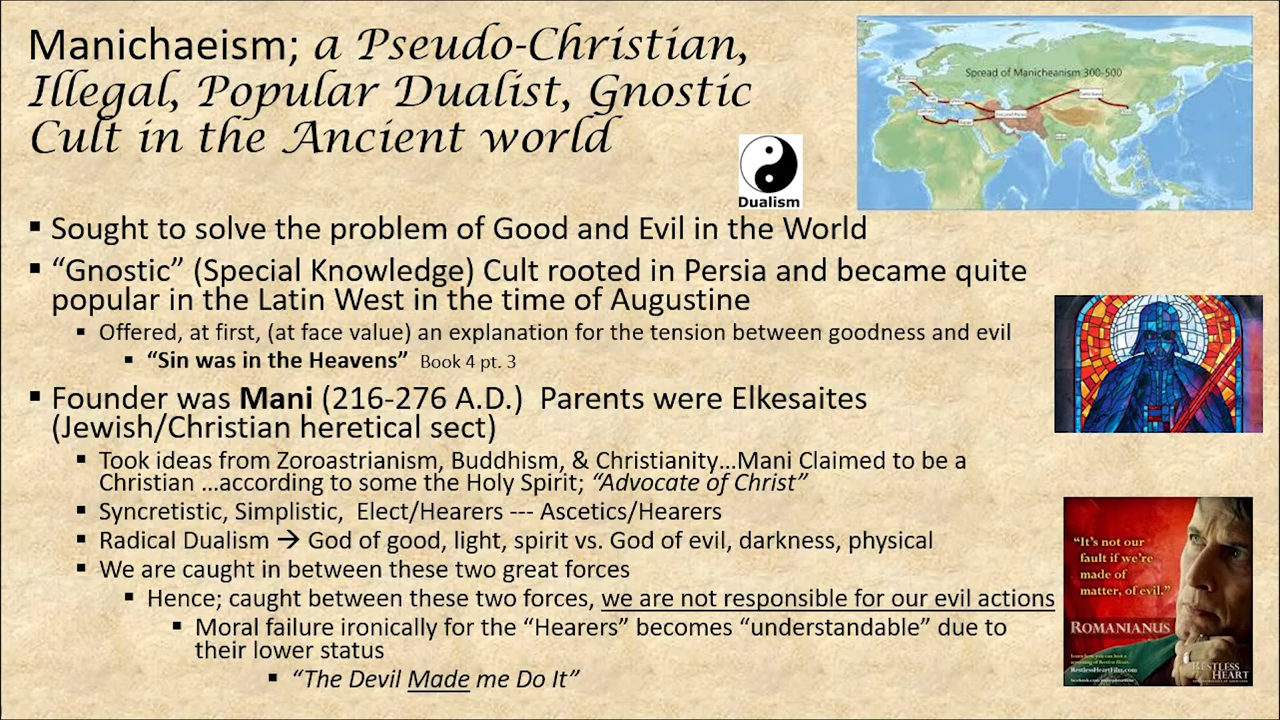 Manichaeism; a Pseudo-Christian,
Illegal, Popular Dualist, Gnostic
Cult in the Ancient world
Spread of Manicheanism 300-500
Dualism
▪ Sought to solve the problem of Good and Evil in the World
▪ “Gnostic” (Special Knowledge) Cult rooted in Persia and became quite
popular in the Latin West in the time of Augustine
▪ Offered, at first, (at face value) an explanation for the tension between goodness and evil
▪ “Sin was in the Heavens” Book 4 pt. 3
▪ Founder was Mani (216-276 A.D.) Parents were Elkesaites
(Jewish/Christian heretical sect)
▪ Took ideas from Zoroastrianism, Buddhism, & Christianity…Mani Claimed to be a
Christian …according to some the Holy Spirit; “Advocate of Christ”
▪ Syncretistic, Simplistic, Elect/Hearers --- Ascetics/Hearers
▪ Radical Dualism → God of good, light, spirit vs. God of evil, darkness, physical
▪ We are caught in between these two great forces
▪ Hence; caught between these two forces, we are not responsible for our evil actions
▪ Moral failure ironically for the “Hearers” becomes “understandable” due to
their lower status
▪ “The Devil Made me Do It”
“It’s not our
fault if we’re
made of
matter, of evil.”
ROMANIANUS
RestlessHeartFilm.com
RESTLESS
HEART